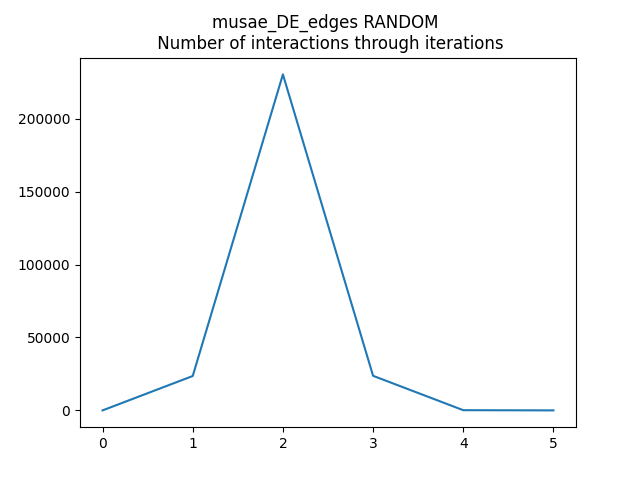 musae_DE_edges RANDOM
Number of interactions through iterations
200000
150000
100000
50000
0
0 1 2 3 4 5